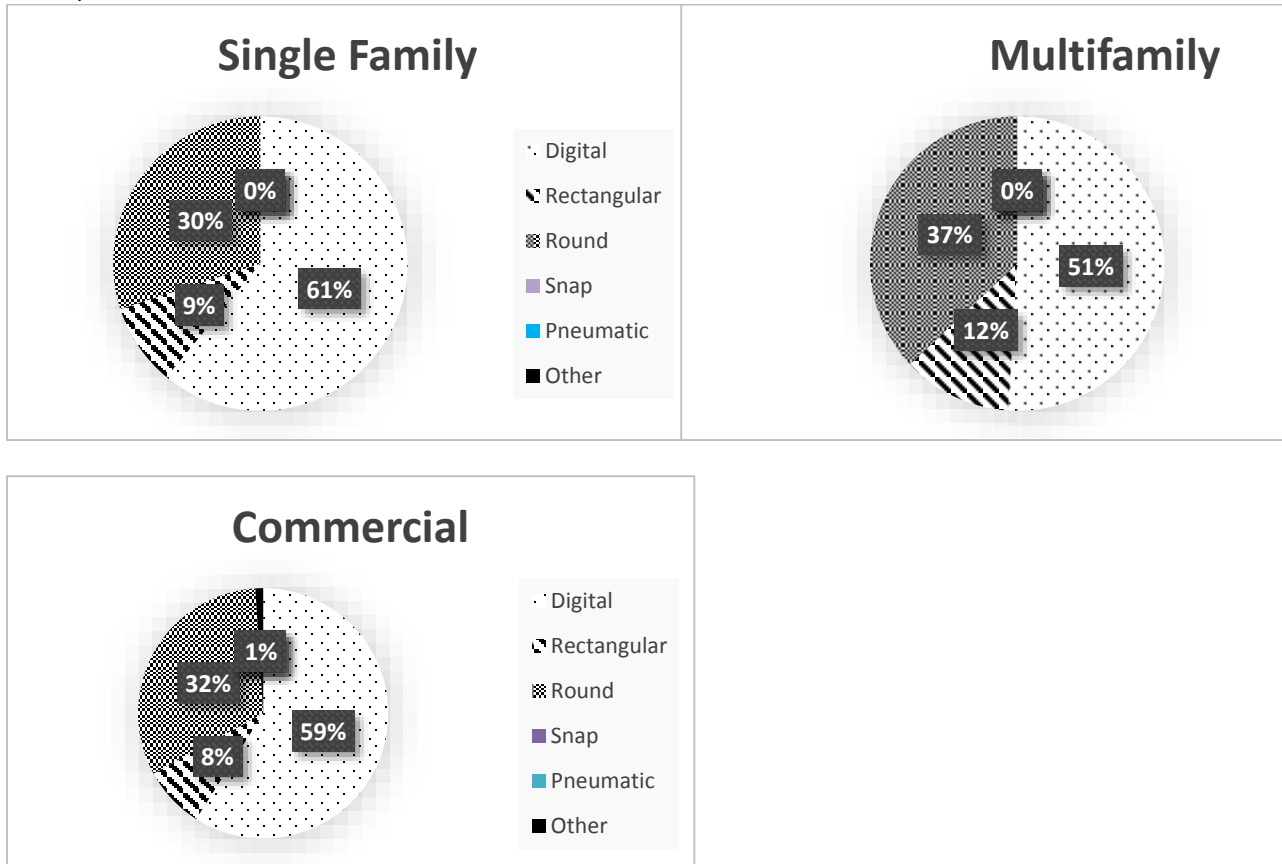 Single Family
0%
30%
61%
9%
Digital
Rectangular
Round
Snap
Pneumatic
Other
Multifamily
0%
37%
51%
12%
Commercial
1%
32%
59%
8%
Digital
Rectangular
Round
Snap
Pneumatic
Other